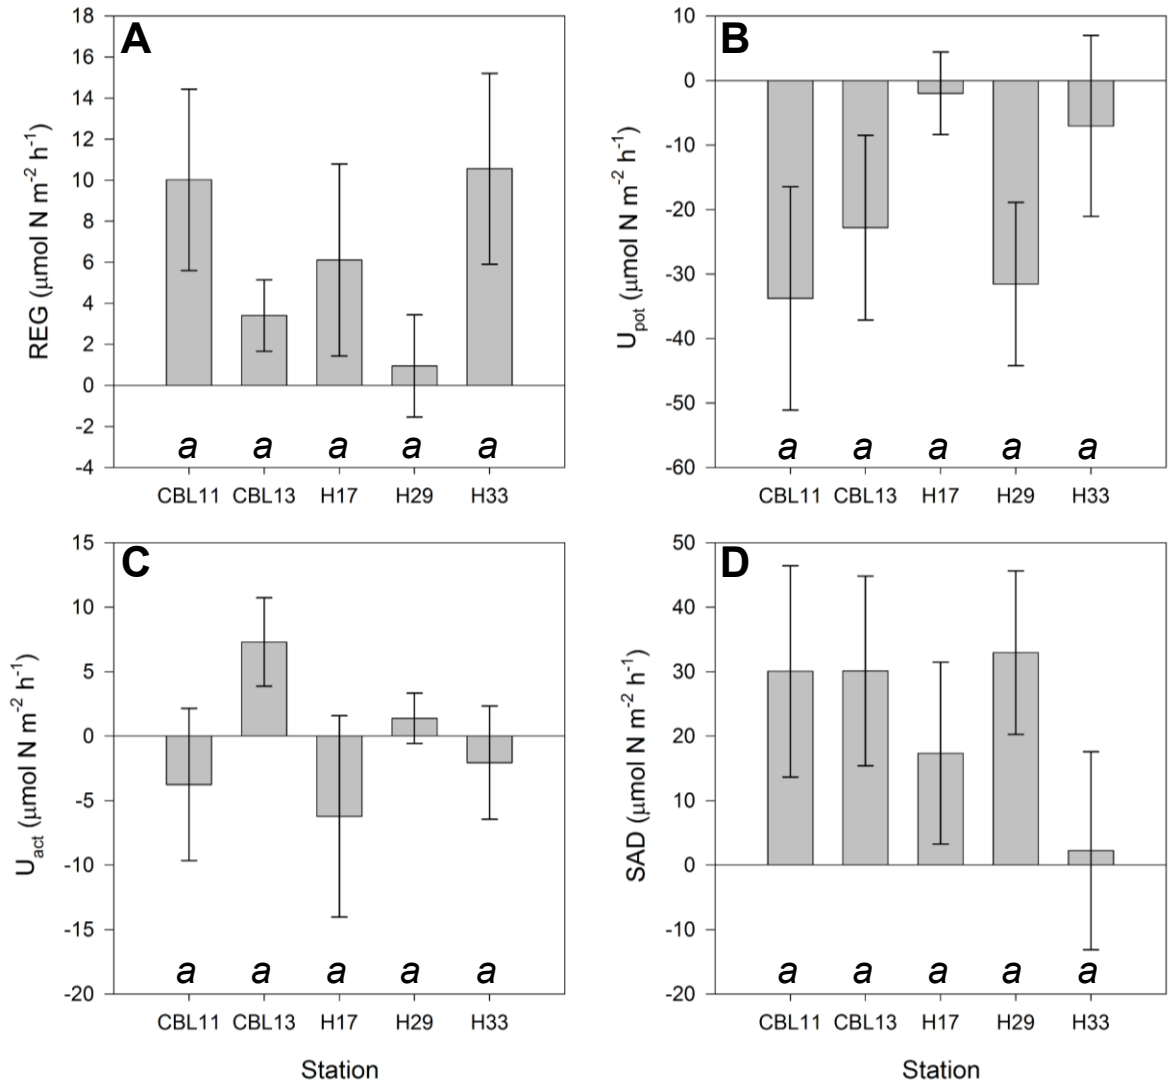 A
REG (μmol N m-2 h-1)
18
16
14
12
10
8
6
4
2
0
-2
-4
a a a a a
CBL11 CBL13 H17 H29 H33
B
Upot (μmol N m-2 h-1)
10
0
-10
-20
-30
-40
-50
-60
a a a a a
CBL11 CBL13 H17 H29 H33
C
Uact (μmol N m-2 h-1)
15
10
5
0
-5
-10
-15
-20
a a a a a
CBL11 CBL13 H17 H29 H33
Station
D
SAD (μmol N m-2 h-1)
50
40
30
20
10
0
-10
-20
a a a a a
CBL11 CBL13 H17 H29 H33
Station